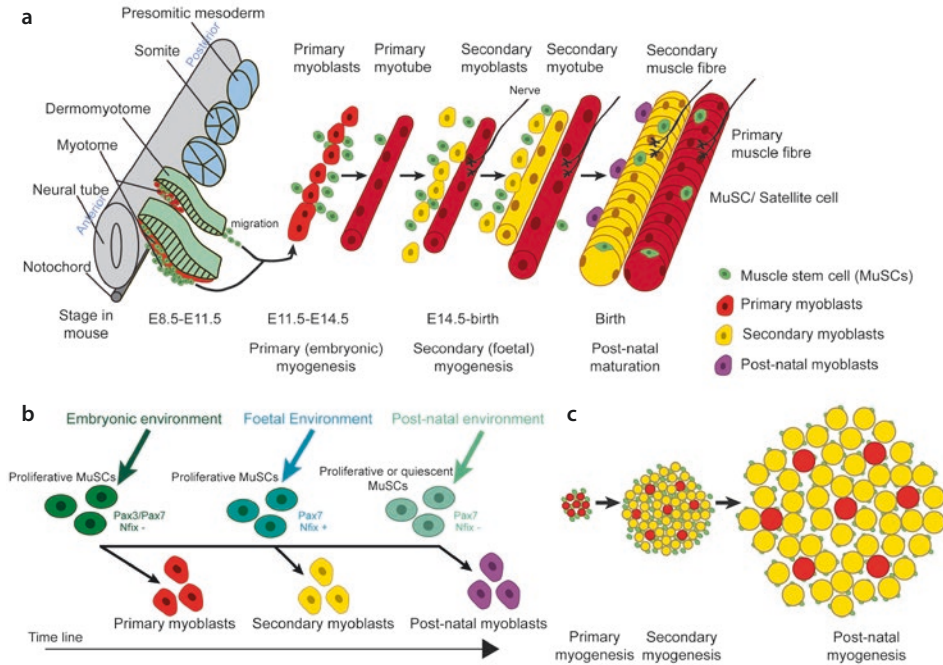 a
Presomitic mesoderm
Somite
Posterior
Dermomyotome
Myotome
Neural tube
Anterior
Notochord
migration
Primary
myoblasts
Primary
myotube
Secondary
myoblasts
Secondary
myotube
Nerve
Secondary
muscle fibre
Primary
muscle fibre
MuSC/ Satellite cell
Muscle stem cell (MuSCs)
Primary myoblasts
Secondary myoblasts
Post-natal myoblasts
Stage in
mouse
E8.5-E11.5
E11.5-E14.5
E14.5-birth
Birth
Primary (embryonic)
myogenesis
Secondary (foetal)
myogenesis
Post-natal
maturation
b
Embryonic environment
Foetal Environment
Post-natal environment
Proliferative MuSCs
Proliferative MuSCs
Proliferative or quiescent
MuSCs
Pax3/Pax7
Nfix -
Pax7
Nfix +
Pax7
Nfix -
Primary myoblasts
Secondary myoblasts
Post-natal myoblasts
Time line
c
Primary
myogenesis
Secondary
myogenesis
Post-natal
myogenesis